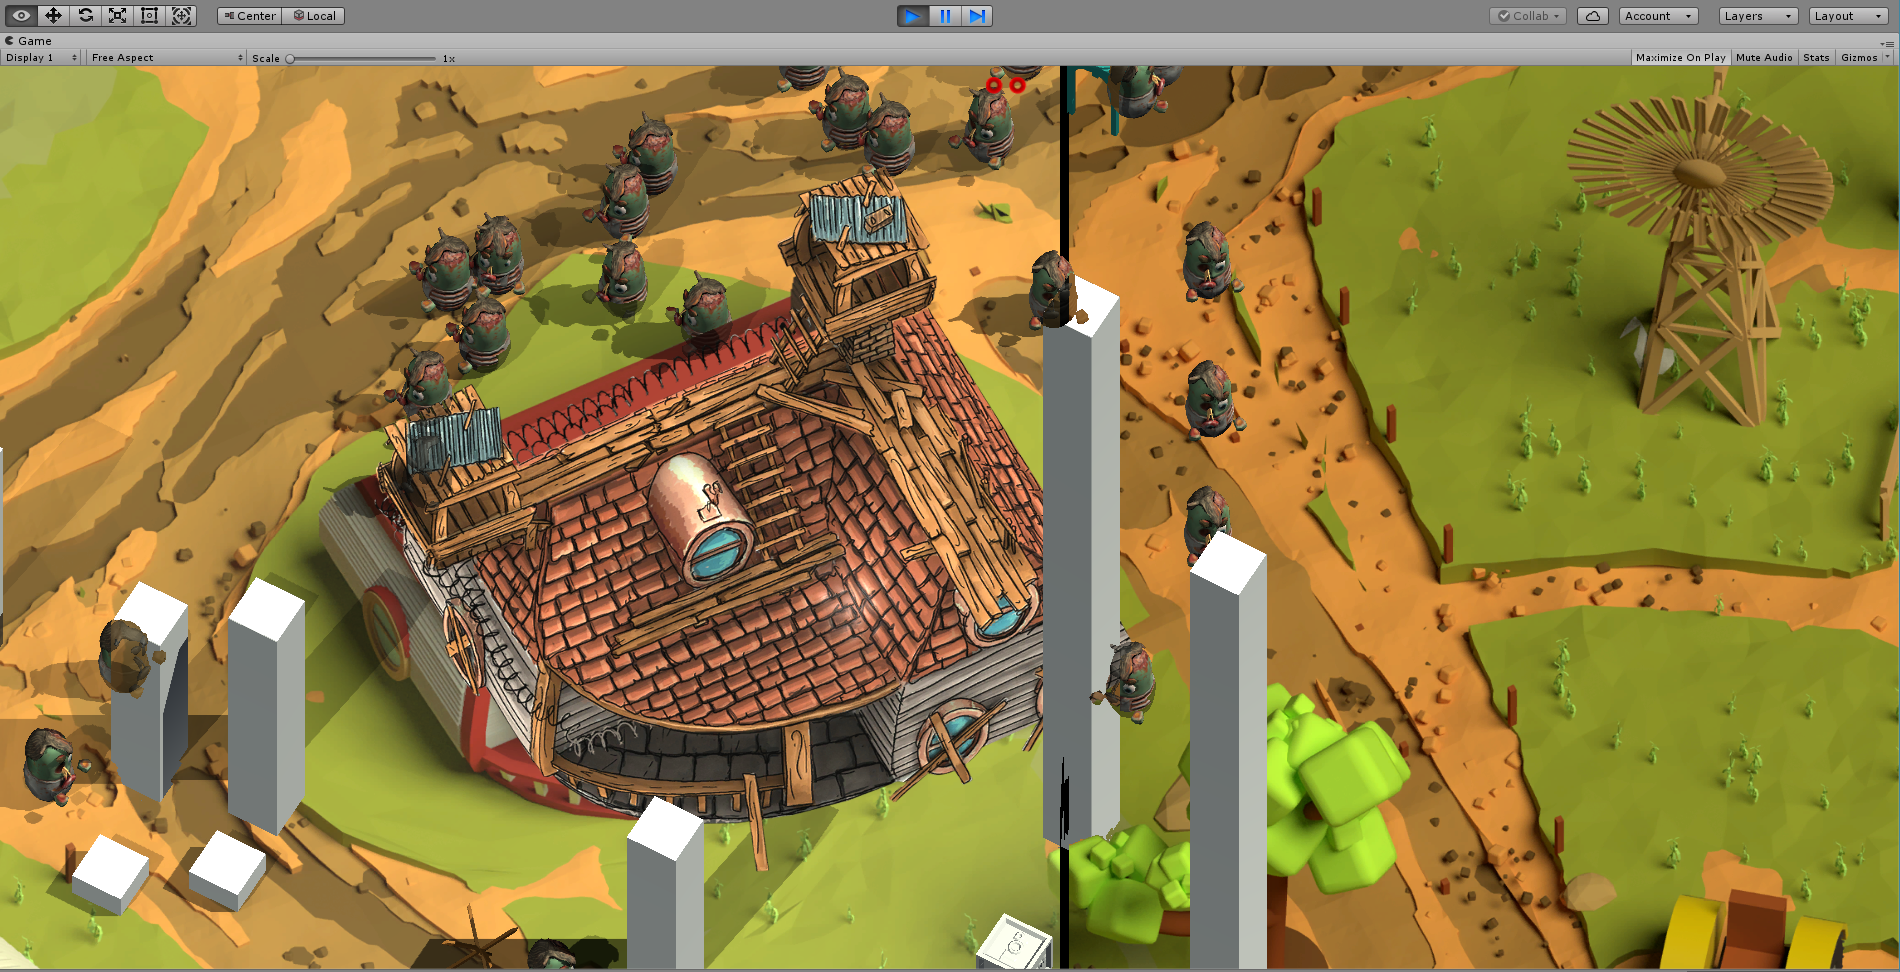 Center Local Collab Account Layers Layout
Game
Display 1 Free Aspect Scale 1x Maximize On Play Mute Audio Stats Gizmos